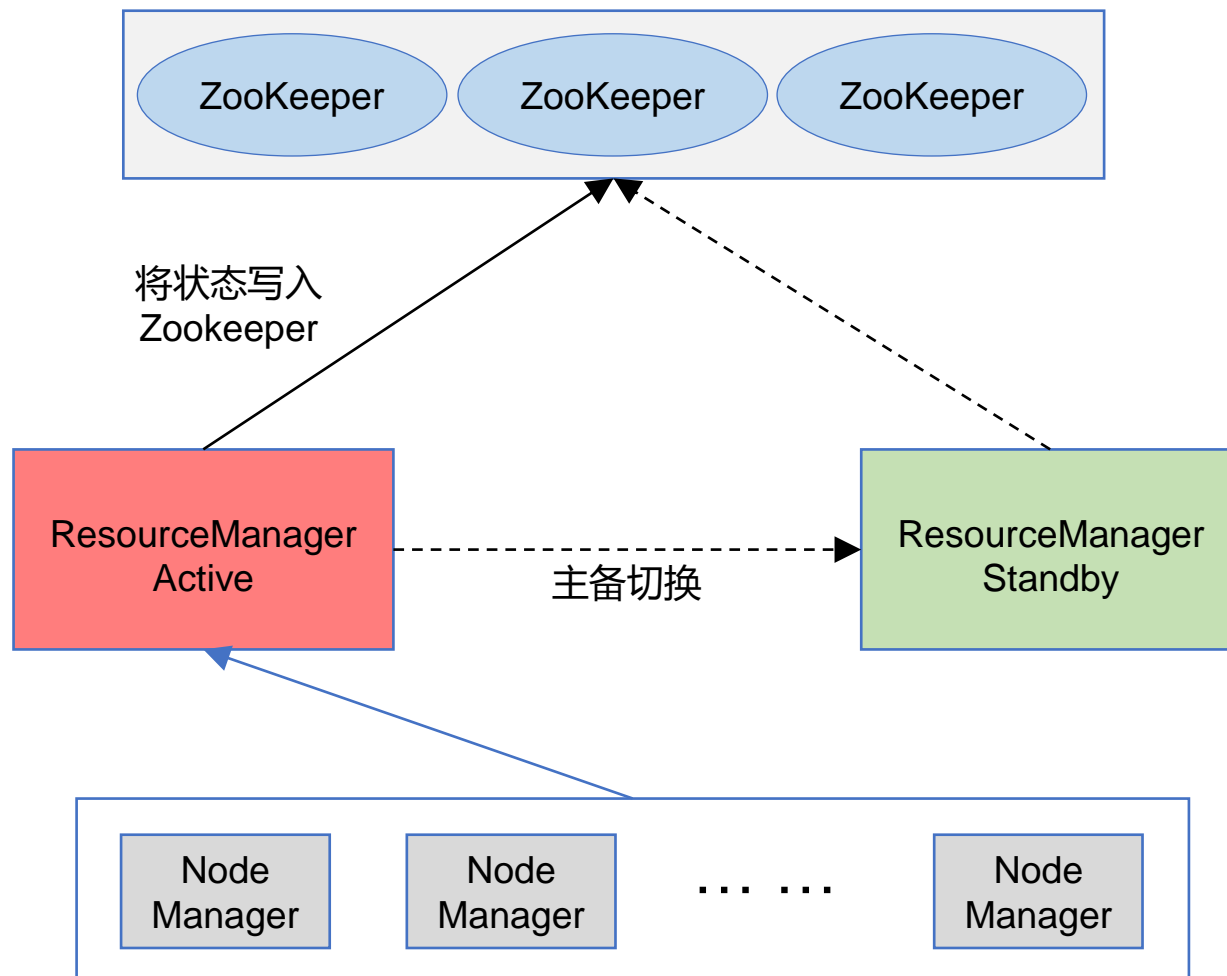 ZooKeeper
ZooKeeper
ZooKeeper
将状态写入
Zookeeper
ResourceManager
Active
主备切换
ResourceManager
Standby
Node
Manager
Node
Manager
... ...
Node
Manager